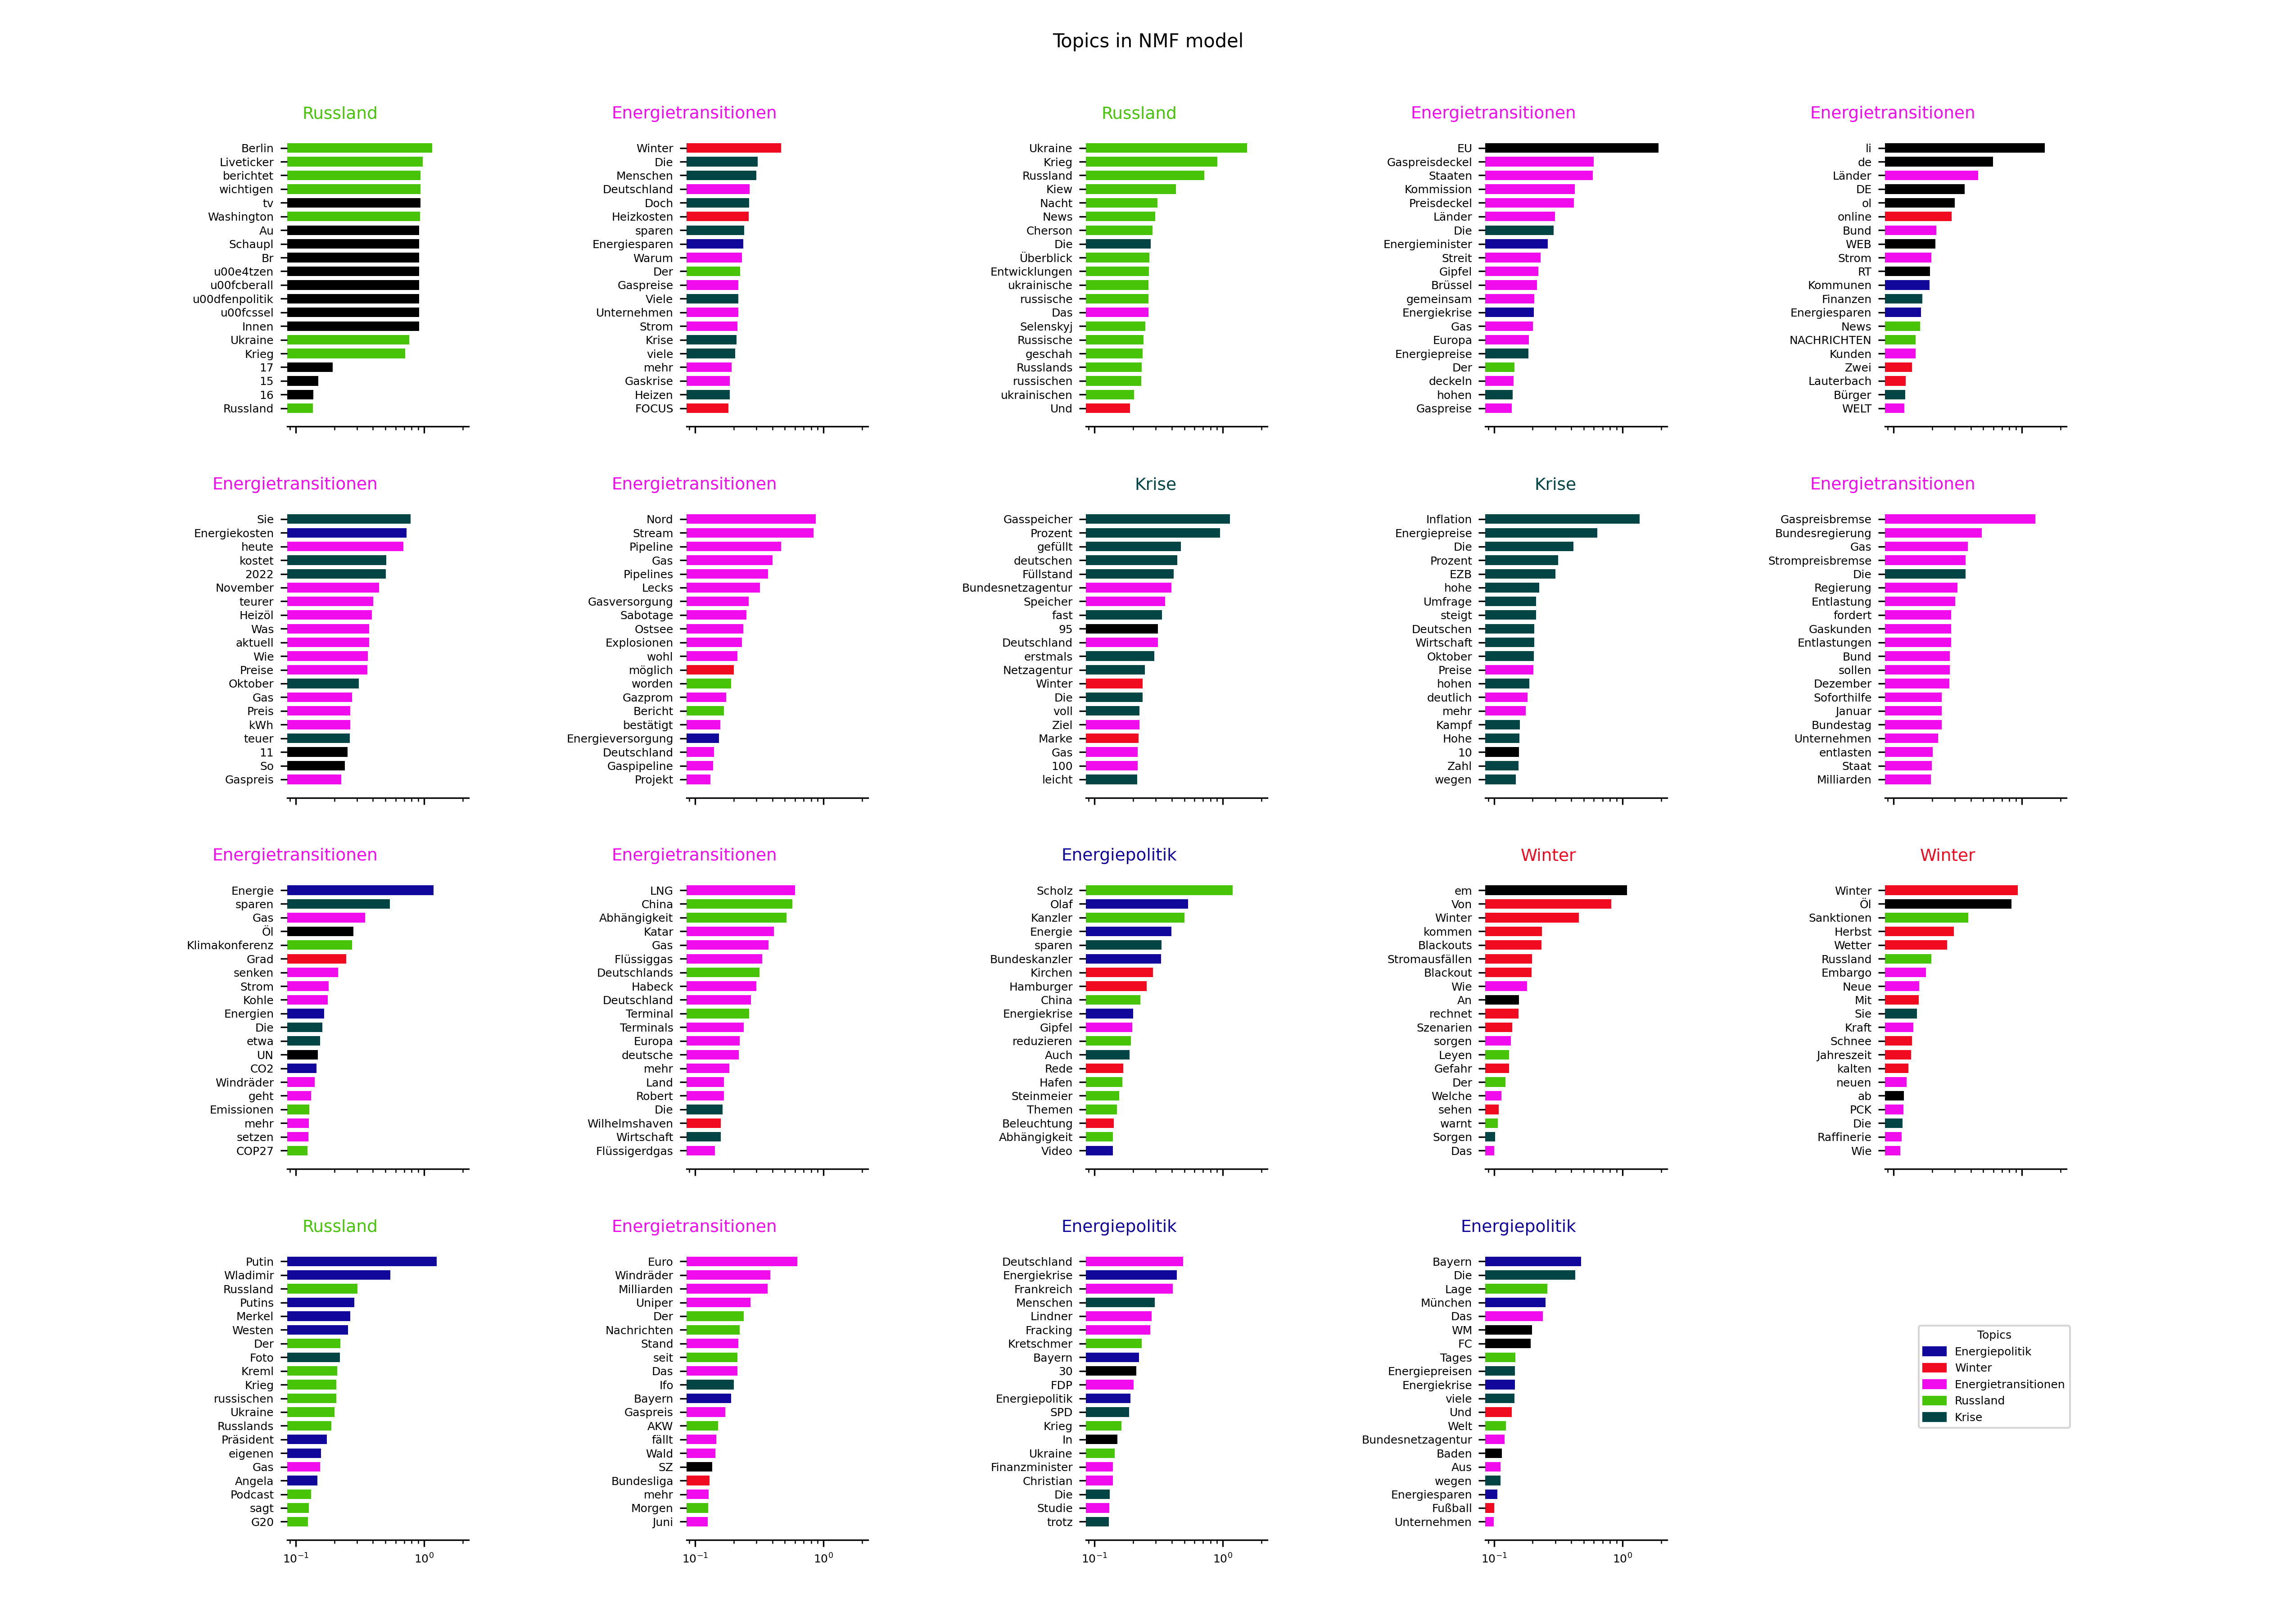 Topics in NMF model
Russland
Berlin
Liveticker
berichtet
wichtigen
tv
Washington
Au
Schaupl
Br
u00e4tzen
u00fcberall
u00dfenpolitik
u00fcssel
Innen
Ukraine
Krieg
17
15
16
Russland
Energietransitionen
Winter
Die
Menschen
Deutschland
Doch
Heizkosten
sparen
Energiesparen
Warum
Der
Gaspreise
Viele
Unternehmen
Strom
Krise
viele
mehr
Gaskrise
Heizen
FOCUS
Russland
Ukraine
Krieg
Russland
Kiew
Nacht
News
Cherson
Die
Überblick
Entwicklungen
ukrainische
russische
Das
Selenskyj
Russische
geschah
Russlands
russischen
ukrainischen
Und
Energietransitionen
EU
Gaspreisdeckel
Staaten
Kommission
Preisdeckel
Länder
Die
Energieminister
Streit
Gipfel
Brüssel
gemeinsam
Energiekrise
Gas
Europa
Energiepreise
Der
deckeln
hohen
Gaspreise
Energietransitionen
li
de
Länder
DE
ol
online
Bund
WEB
Strom
RT
Kommunen
Finanzen
Energiesparen
News
NACHRICHTEN
Kunden
Zwei
Lauterbach
Bürger
WELT
Energietransitionen
Sie
Energiekosten
heute
kostet
2022
November
teurer
Heizöl
Was
aktuell
Wie
Preise
Oktober
Gas
Preis
kWh
teuer
11
So
Gaspreis
Energietransitionen
Nord
Stream
Pipeline
Gas
Pipelines
Lecks
Gasversorgung
Sabotage
Ostsee
Explosionen
wohl
möglich
worden
Gazprom
Bericht
bestätigt
Energieversorgung
Deutschland
Gaspipeline
Projekt
Krise
Gasspeicher
Prozent
gefüllt
deutschen
Füllstand
Bundesnetzagentur
Speicher
fast
95
Deutschland
erstmals
Netzagentur
Winter
Die
voll
Ziel
Marke
Gas
100
leicht
Krise
Inflation
Energiepreise
Die
Prozent
EZB
hohe
Umfrage
steigt
Deutschen
Wirtschaft
Oktober
Preise
hohen
deutlich
mehr
Kampf
Hohe
10
Zahl
wegen
Energietransitionen
Gaspreisbremse
Bundesregierung
Gas
Strompreisbremse
Die
Regierung
Entlastung
fordert
Gaskunden
Entlastungen
Bund
sollen
Dezember
Soforthilfe
Januar
Bundestag
Unternehmen
entlasten
Staat
Milliarden
Energietransitionen
Energie
sparen
Gas
Öl
Klimakonferenz
Grad
senken
Strom
Kohle
Energien
Die
etwa
UN
CO2
Windräder
geht
Emissionen
mehr
setzen
COP27
Energietransitionen
LNG
China
Abhängigkeit
Katar
Gas
Flüssiggas
Deutschlands
Habeck
Deutschland
Terminal
Terminals
Europa
deutsche
mehr
Land
Robert
Die
Wilhelmshaven
Wirtschaft
Flüssigerdgas
Energiepolitik
Scholz
Olaf
Kanzler
Energie
sparen
Bundeskanzler
Kirchen
Hamburger
China
Energiekrise
Gipfel
reduzieren
Auch
Rede
Hafen
Steinmeier
Themen
Beleuchtung
Abhängigkeit
Video
Winter
em
Von
Winter
kommen
Blackouts
Stromausfällen
Blackout
Wie
An
rechnet
Szenarien
sorgen
Leyen
Gefahr
Der
Welche
sehen
warnt
Sorgen
Das
Winter
Winter
Öl
Sanktionen
Herbst
Wetter
Russland
Embargo
Neue
Mit
Sie
Kraft
Schnee
Jahreszeit
kalten
neuen
ab
PCK
Die
Raffinerie
Wie
Russland
Putin
Wladimir
Russland
Putins
Merkel
Westen
Der
Foto
Kreml
Krieg
russischen
Ukraine
Russlands
Präsident
eigenen
Gas
Angela
Podcast
sagt
G20
10⁻¹ 10⁰
Energietransitionen
Euro
Windräder
Milliarden
Uniper
Der
Nachrichten
Stand
seit
Das
Ifo
Bayern
Gaspreis
AKW
fällt
Wald
SZ
Bundesliga
mehr
Morgen
Juni
10⁻¹ 10⁰
Energiepolitik
Deutschland
Energiekrise
Frankreich
Menschen
Lindner
Fracking
Kretschmer
Bayern
30
FDP
Energiepolitik
SPD
Krieg
In
Ukraine
Finanzminister
Christian
Die
Studie
trotz
10⁻¹ 10⁰
Energiepolitik
Bayern
Die
Lage
München
Das
WM
FC
Tages
Energiepreisen
Energiekrise
viele
Und
Welt
Bundesnetzagentur
Baden
Aus
wegen
Energiesparen
Fußball
Unternehmen
10⁻¹ 10⁰
Topics
Energiepolitik
Winter
Energietransitionen
Russland
Krise